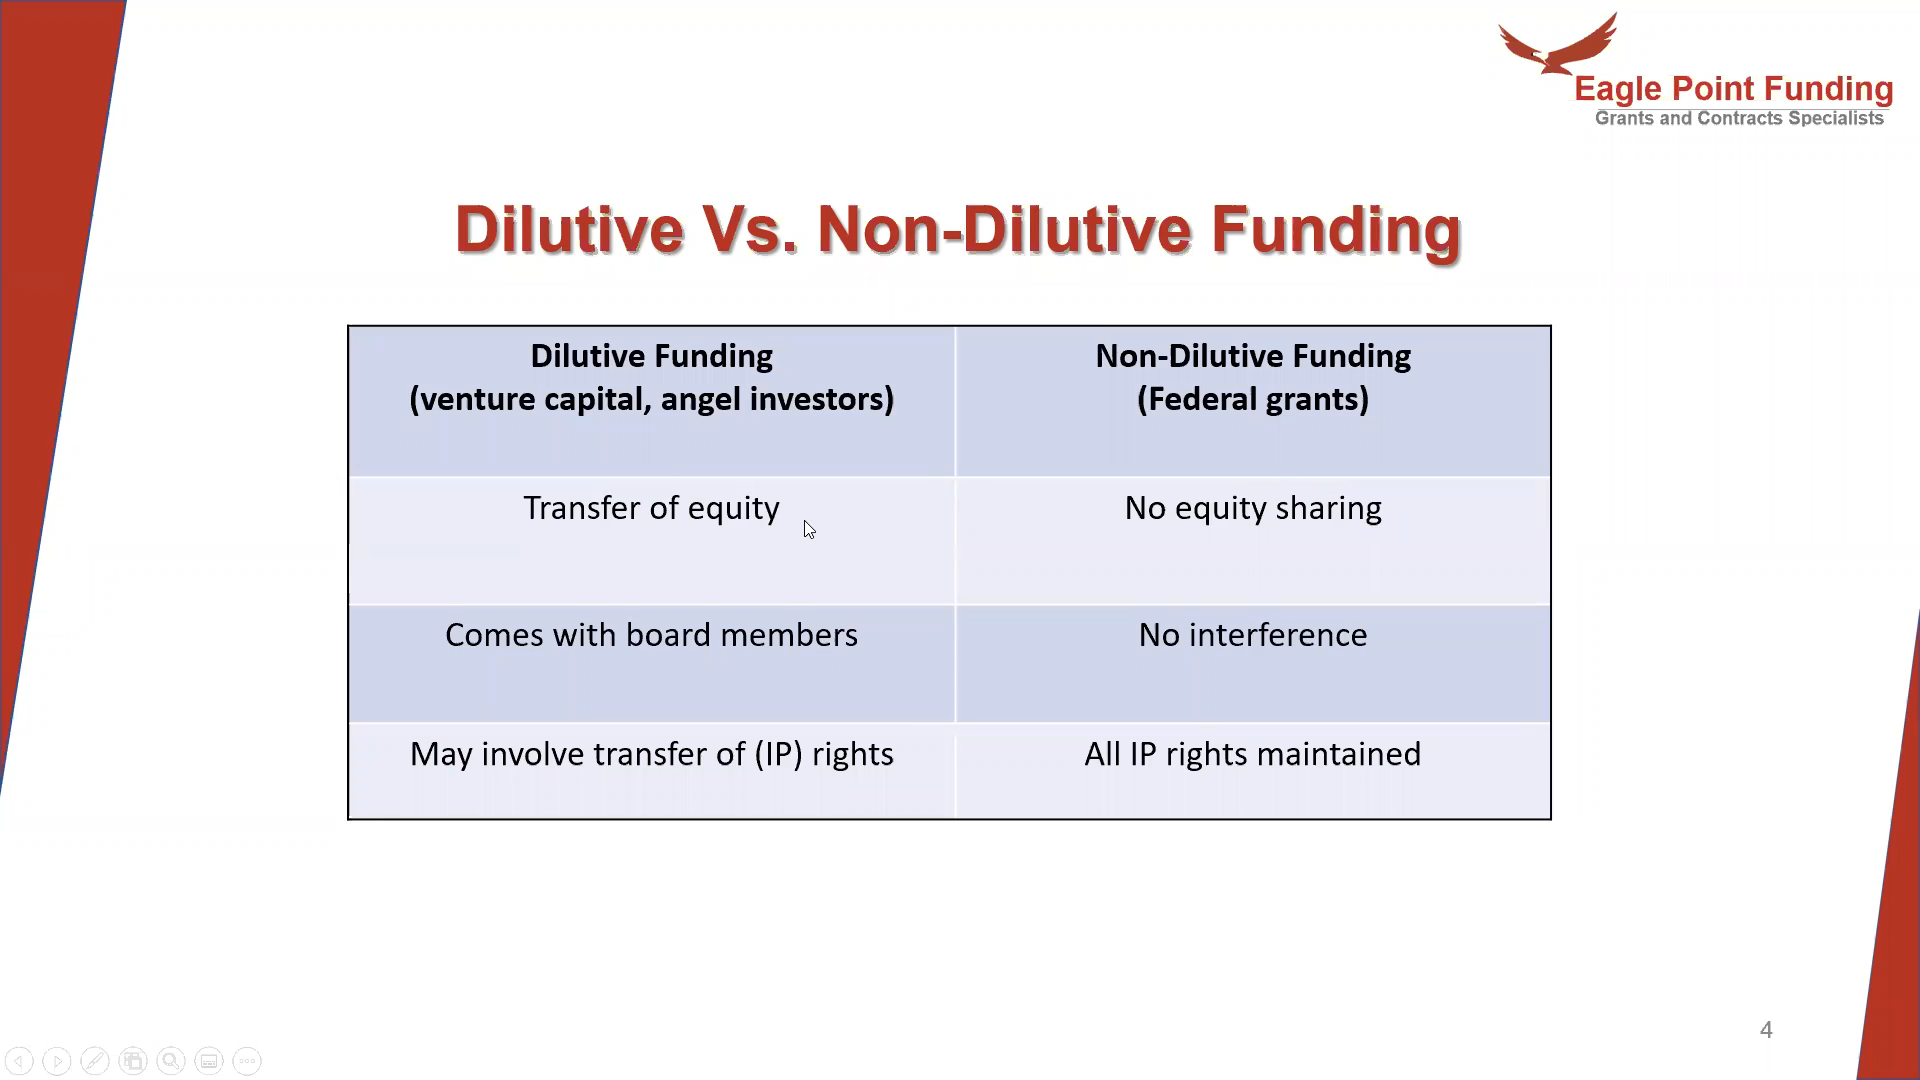 Eagle Point Funding
Grants and Contracts Specialists
Dilutive Vs. Non-Dilutive Funding
Dilutive Funding
(venture capital, angel investors)
Non-Dilutive Funding
(Federal grants)
Transfer of equity
No equity sharing
Comes with board members
No interference
May involve transfer of (IP) rights
All IP rights maintained
4